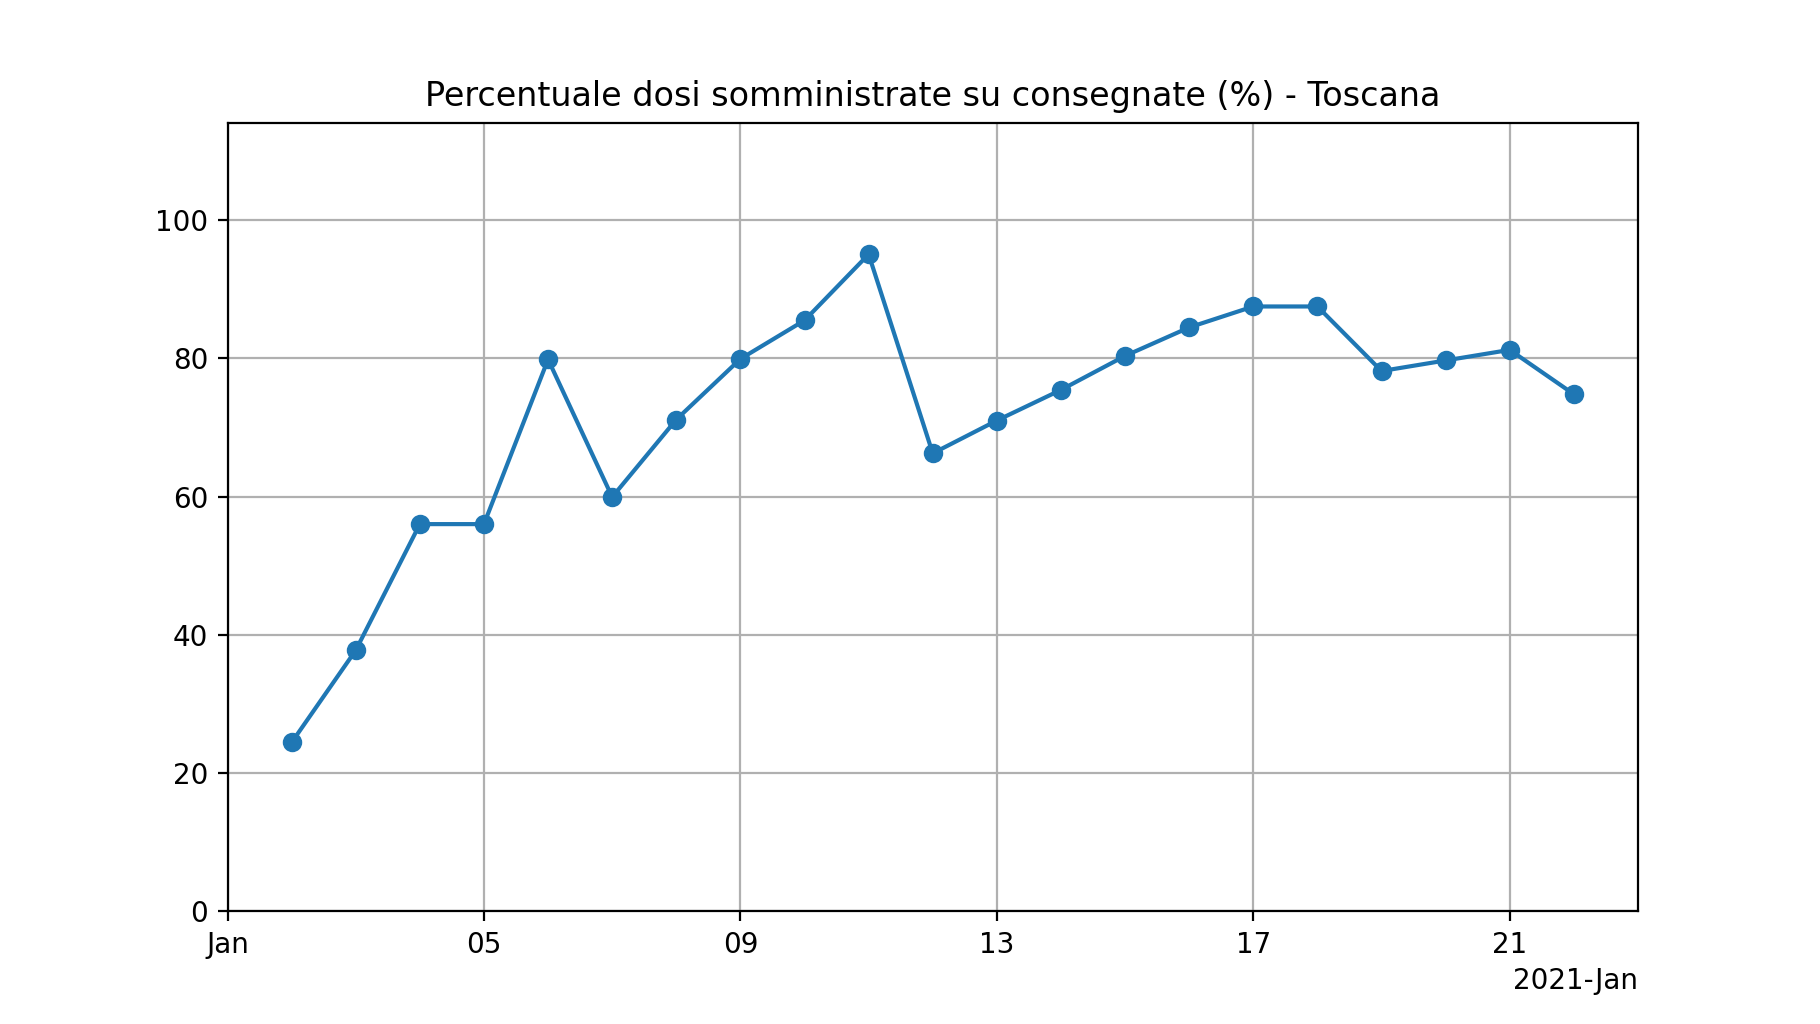 Percentuale dosi somministrate su consegnate (%) - Toscana
100
80
60
40
20
0
Jan 05 09 13 17 21
2021-Jan